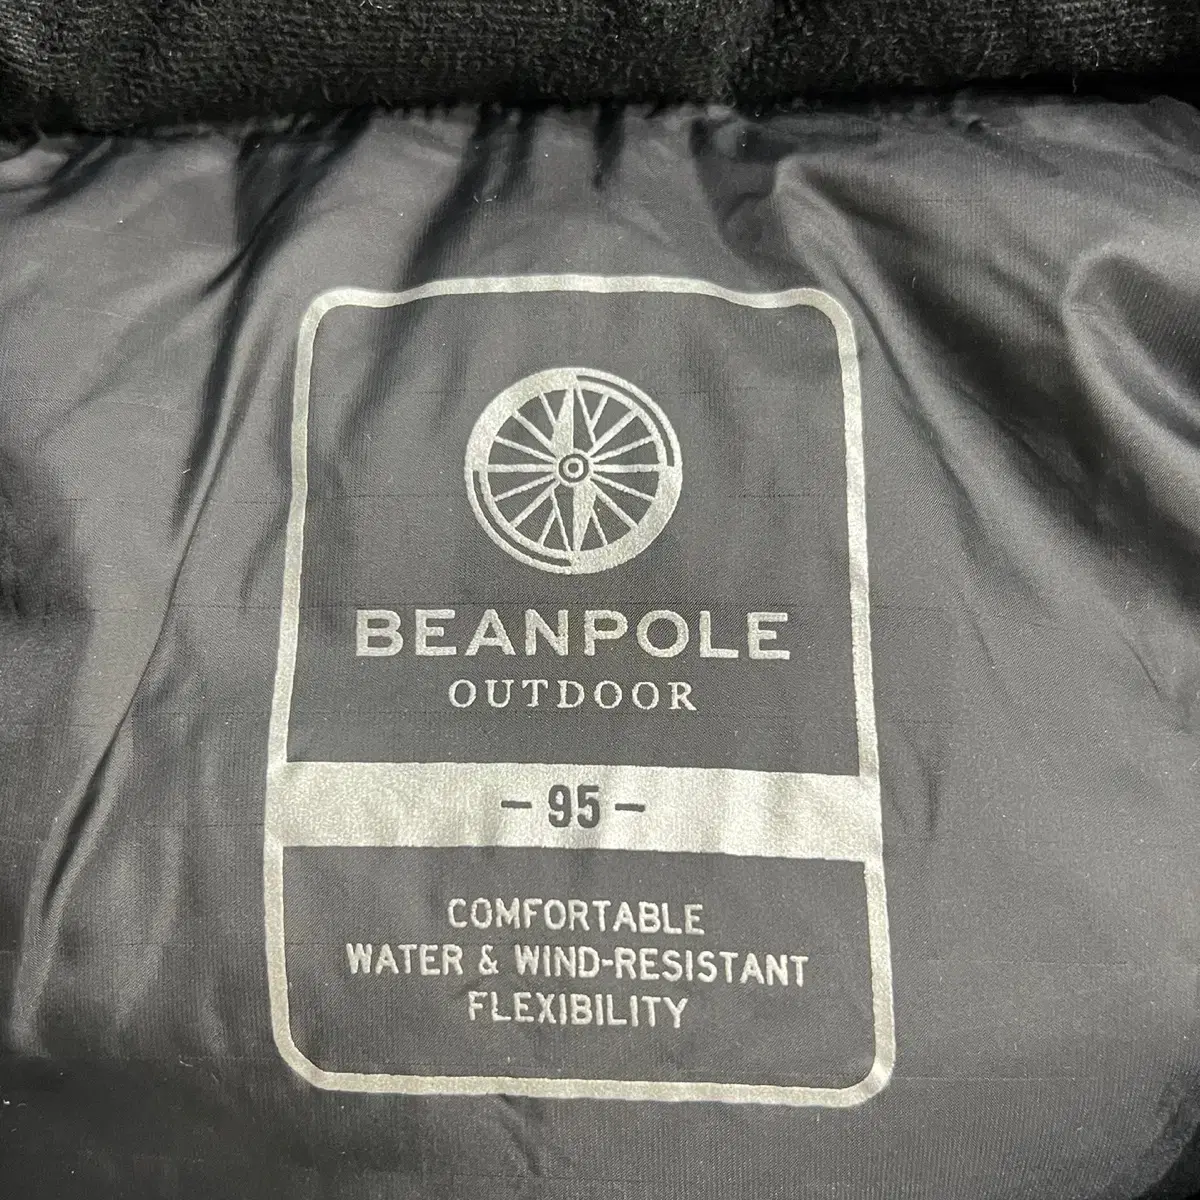 BEANPOLE
OUTDOOR
- 95 -
COMFORTABLE
WATER & WIND-RESISTANT
FLEXIBILITY